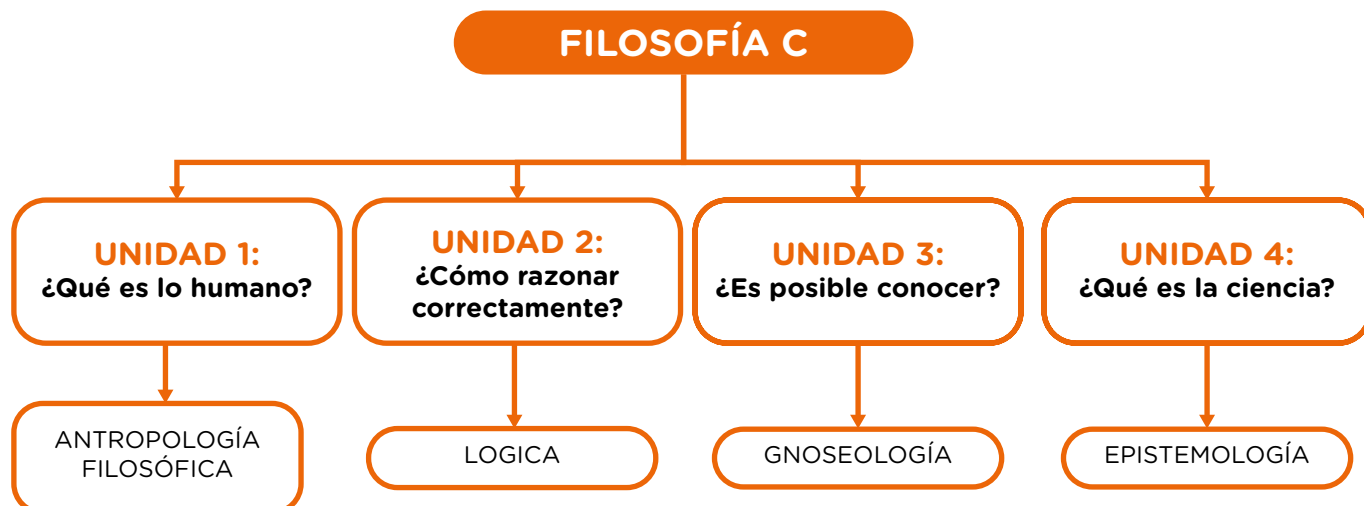 FILOSOFÍA C
UNIDAD 1:
¿Qué es lo humano?
UNIDAD 2:
¿Cómo razonar
correctamente?
UNIDAD 3:
¿Es posible conocer?
UNIDAD 4:
¿Qué es la ciencia?
ANTROPOLOGÍA
FILOSÓFICA
LOGICA
GNOSEOLOGÍA
EPISTEMOLOGÍA